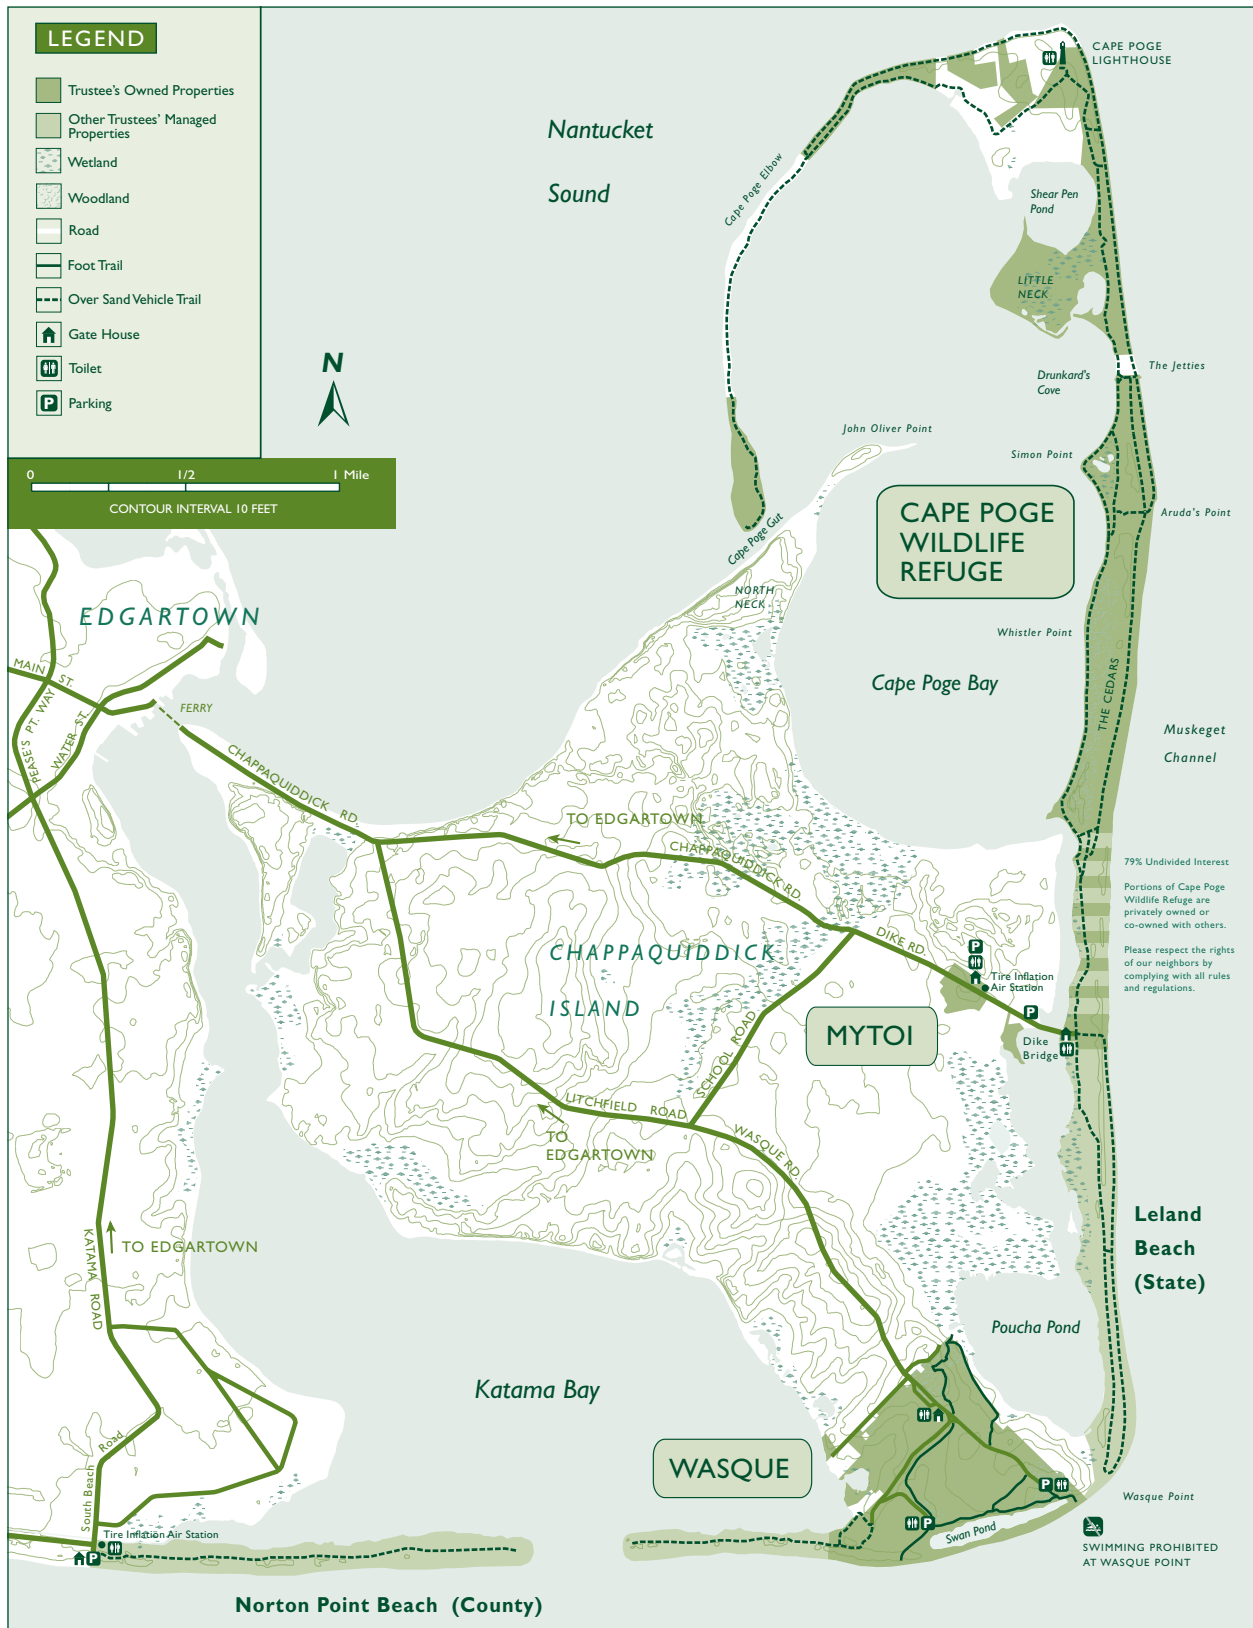 LEGEND
Trustee's Owned Properties
Other Trustees' Managed
Properties
Wetland
Woodland
Road
Foot Trail
Over Sand Vehicle Trail
Gate House
Toilet
P
Parking
N
0 1/2 1 Mile
CONTOUR INTERVAL 10 FEET
Nantucket
Sound
CAPE POGE
LIGHTHOUSE
Cape Poge Elbow
Shear Pen
Pond
LITTLE
NECK
Drunkard's
Cove
The Jetties
John Oliver Point
Simon Point
Aruda's Point
Cape Poge Gut
CAPE POGE
WILDLIFE
REFUGE
NORTH
NECK
Whistler Point
Cape Poge Bay
THE CEDARS
Muskeget
Channel
EDGARTOWN
MAIN ST.
PEASE'S PT. WAY
WATER ST.
FERRY
CHAPPAQUIDDICK RD.
TO EDGARTOWN
CHAPPAQUIDDICK RD.
79% Undivided Interest
Portions of Cape Poge
Wildlife Refuge are
privately owned or
co-owned with others.
Please respect the rights
of our neighbors by
complying with all rules
and regulations.
CHAPPAQUIDDICK
ISLAND
DIKE RD.
P
Tire Inflation
Air Station
P
Dike
Bridge
MYTOI
SCHOOL ROAD
LITCHFIELD ROAD
TO
EDGARTOWN
WASQUE RD.
KATAMA ROAD
TO EDGARTOWN
Leland
Beach
(State)
Poucha Pond
Katama Bay
WASQUE
P
P
Swan Pond
Wasque Point
SWIMMING PROHIBITED
AT WASQUE POINT
South Beach Road
Tire Inflation Air Station
P
Norton Point Beach (County)